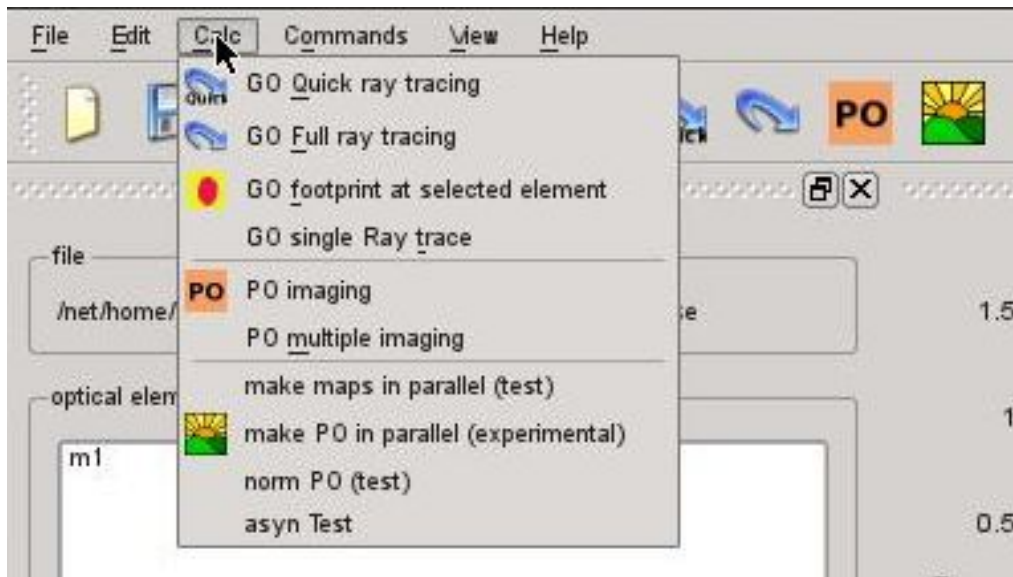 File Edit Calc Commands View Help
GO Quick ray tracing
Quick
GO Full ray tracing
PO
GO footprint at selected element
GO single Ray trace
file
PO PO imaging
/net/home/
1.5
PO multiple imaging
make maps in parallel (test)
optical elem
make PO in parallel (experimental)
1
m1
norm PO (test)
asyn Test
0.5